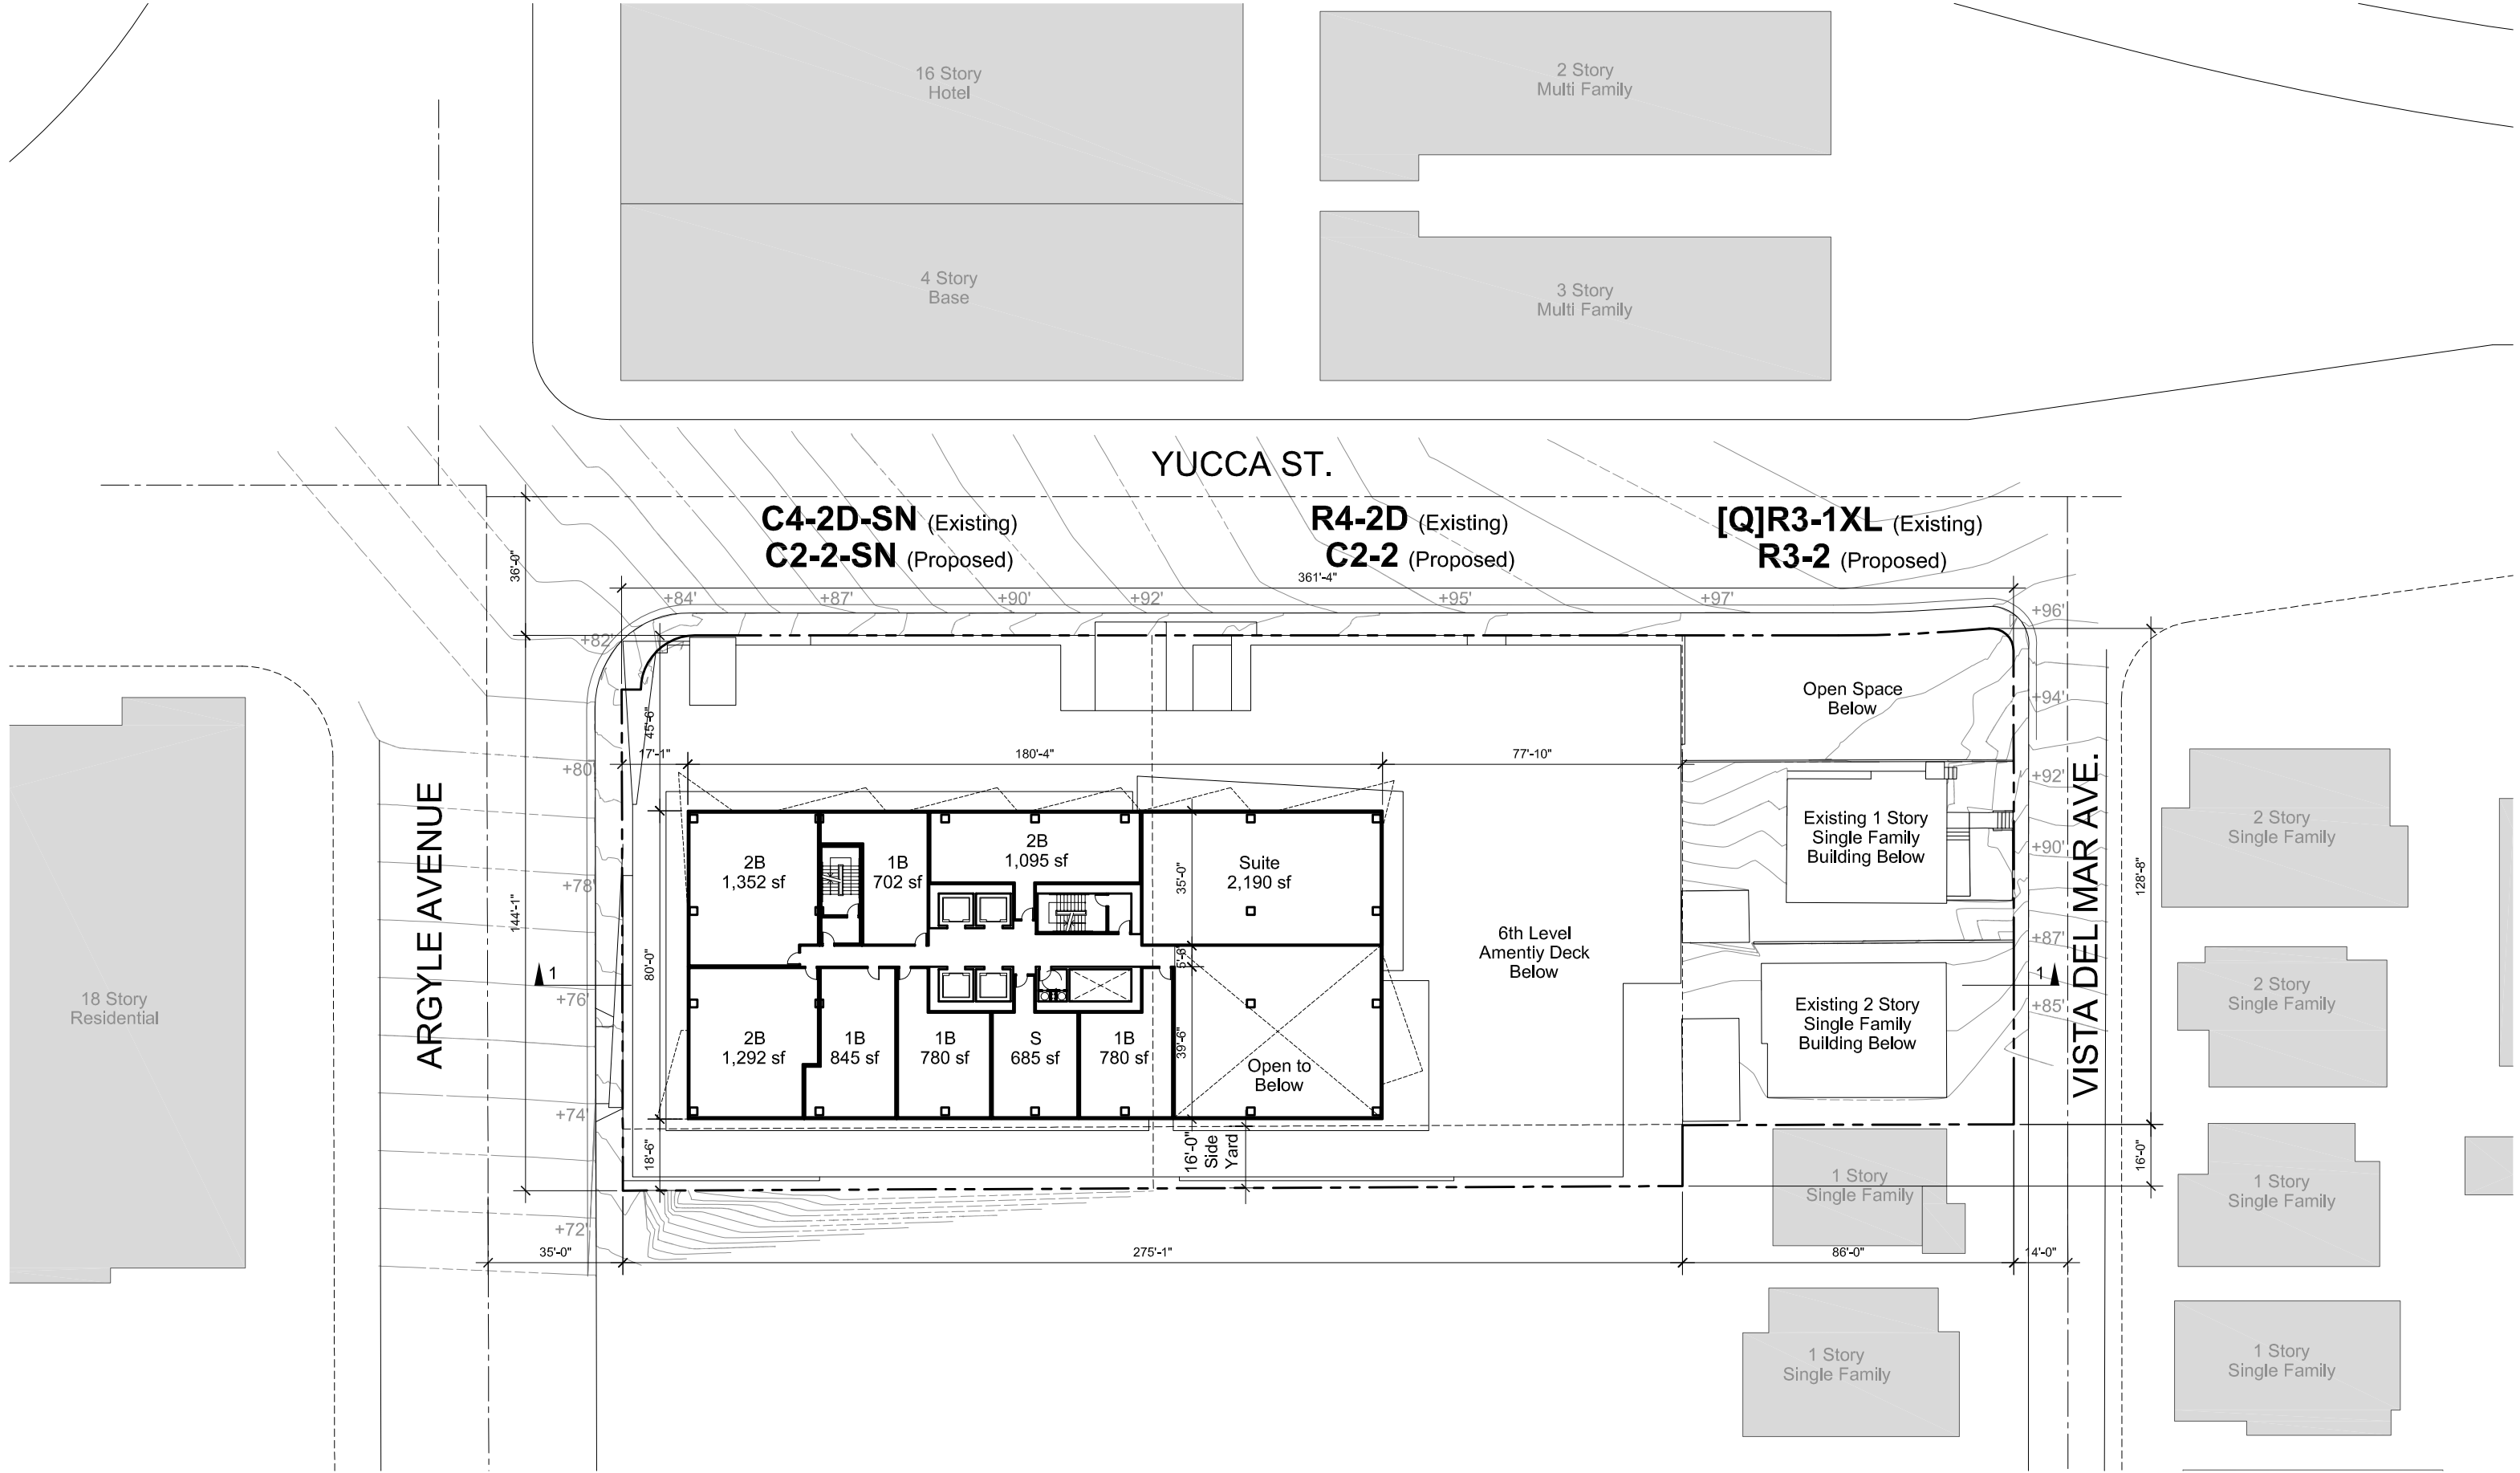 16 Story
Hotel
2 Story
Multi Family
4 Story
Base
3 Story
Multi Family
YUCCA ST.
C4-2D-SN (Existing)
C2-2-SN (Proposed)
R4-2D (Existing)
C2-2 (Proposed)
[Q]R3-1XL (Existing)
R3-2 (Proposed)
36'-0"
361'-4"
+84'
+87'
+90'
+92'
+95'
+97'
+96'
+82'
Open Space
Below
+94'
45'-6"
17'-1"
180'-4"
77'-10"
+80'
+92'
ARGYLE AVENUE
VISTA DEL MAR AVE.
Existing 1 Story
Single Family
Building Below
2 Story
Single Family
+90'
2B
1,352 sf
1B
702 sf
2B
1,095 sf
Suite
2,190 sf
35'-0"
128'-8"
+78'
144'-1"
6th Level
Amentiy Deck
Below
+87'
5'-6"
80'-0"
1
1
18 Story
Residential
+76'
Existing 2 Story
Single Family
Building Below
+85'
2 Story
Single Family
2B
1,292 sf
1B
845 sf
1B
780 sf
S
685 sf
1B
780 sf
39'-6"
Open to
Below
+74'
18'-6"
16'-0"
Side
Yard
16'-0"
1 Story
Single Family
1 Story
Single Family
+72'
35'-0"
275'-1"
86'-0"
14'-0"
1 Story
Single Family
1 Story
Single Family